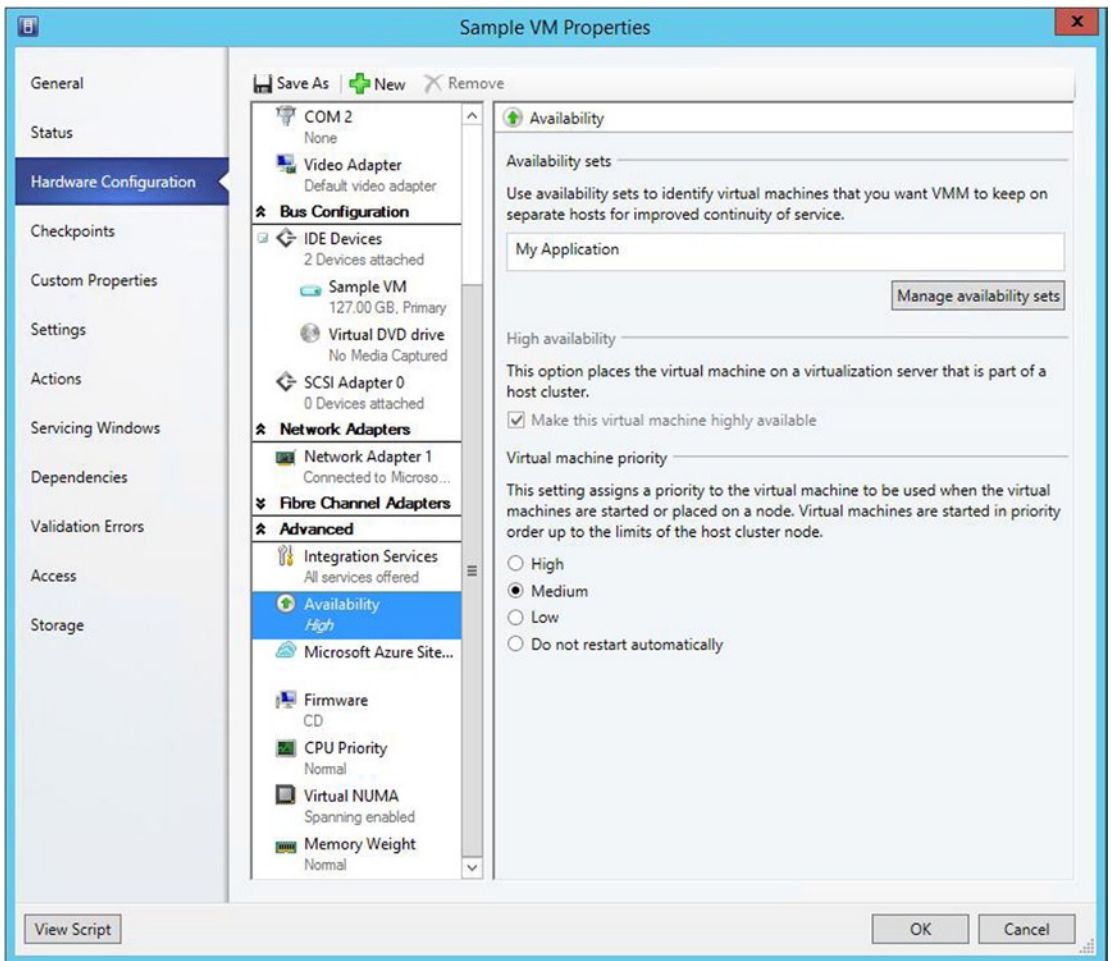 Sample VM Properties
x
General
Status
Hardware Configuration
Checkpoints
Custom Properties
Settings
Actions
Servicing Windows
Dependencies
Validation Errors
Access
Storage
Save As New Remove
COM 2
None
Video Adapter
Default video adapter
Bus Configuration
IDE Devices
2 Devices attached
Sample VM
127.00 GB, Primary
Virtual DVD drive
No Media Captured
SCSI Adapter 0
0 Devices attached
Network Adapters
Network Adapter 1
Connected to Microso...
Fibre Channel Adapters
Advanced
Integration Services
All services offered
Availability
High
Microsoft Azure Site...
Firmware
CD
CPU Priority
Normal
Virtual NUMA
Spanning enabled
Memory Weight
Normal
Availability
Availability sets
Use availability sets to identify virtual machines that you want VMM to keep on
separate hosts for improved continuity of service.
My Application
Manage availability sets
High availability
This option places the virtual machine on a virtualization server that is part of a
host cluster.
Make this virtual machine highly available
Virtual machine priority
This setting assigns a priority to the virtual machine to be used when the virtual
machines are started or placed on a node. Virtual machines are started in priority
order up to the limits of the host cluster node.
High
Medium
Low
Do not restart automatically
View Script
OK
Cancel